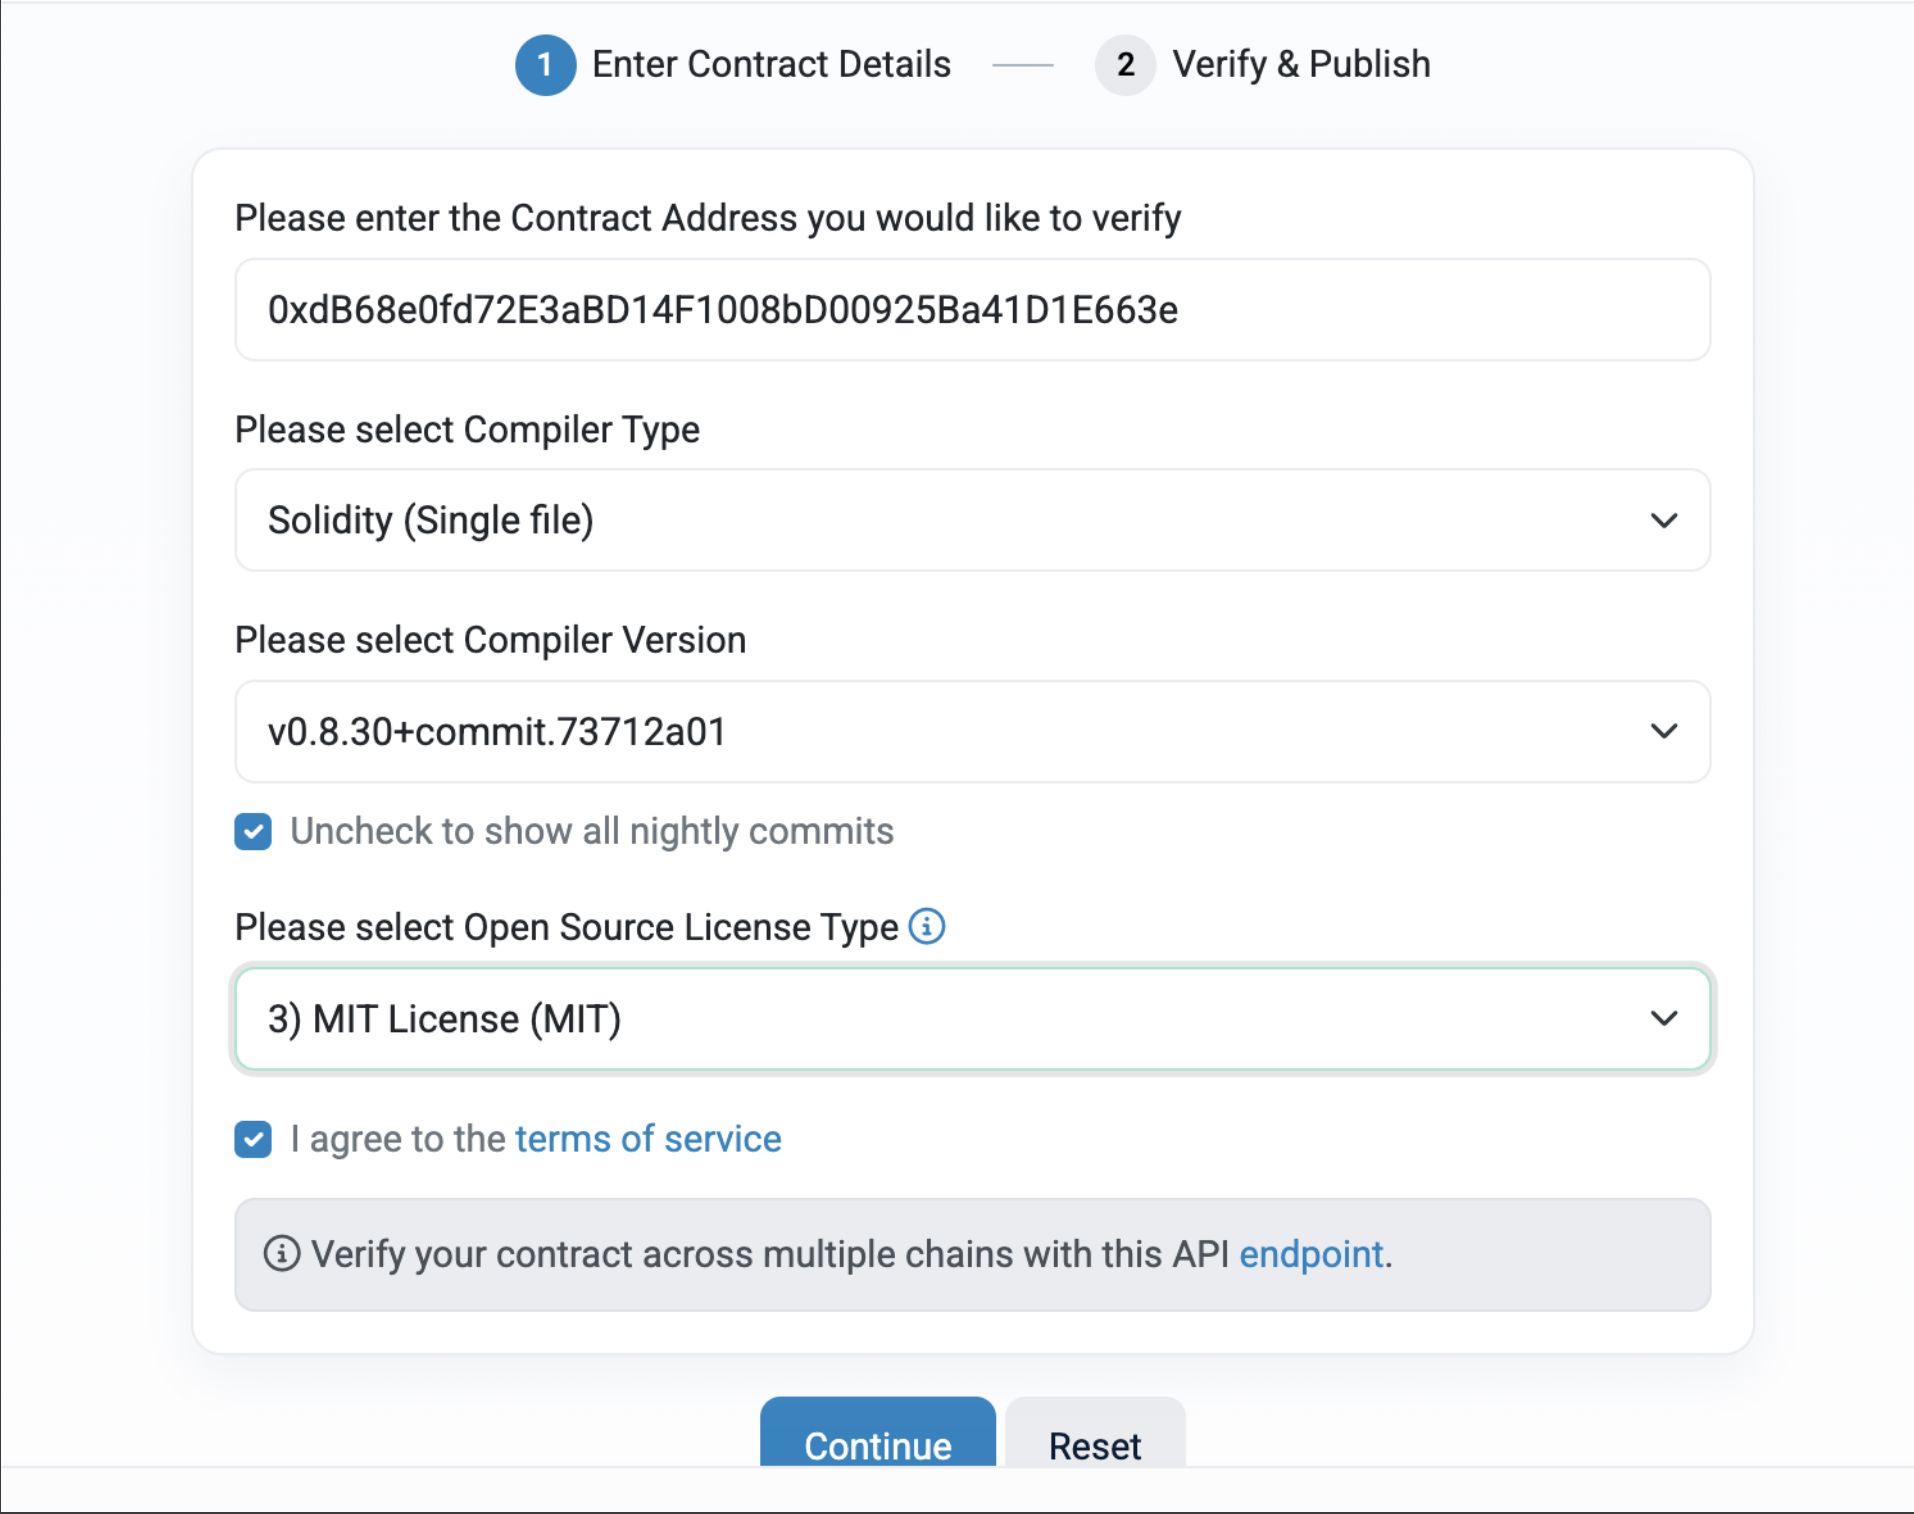 1 Enter Contract Details 2 Verify & Publish
Please enter the Contract Address you would like to verify
0xdB68e0fd72E3aBD14F1008bD00925Ba41D1E663e
Please select Compiler Type
Solidity (Single file)
Please select Compiler Version
v0.8.30+commit.73712a01
Uncheck to show all nightly commits
Please select Open Source License Type
3) MIT License (MIT)
I agree to the terms of service
Verify your contract across multiple chains with this API endpoint.
Continue Reset